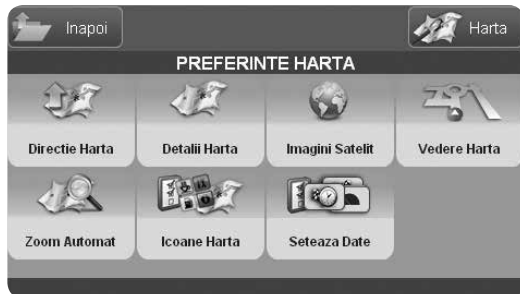 Inapoi Harta
PREFERINTE HARTA
Directie Harta Detalii Harta Imagini Satelit Vedere Harta
Zoom Automat Icoane Harta Seteaza Date